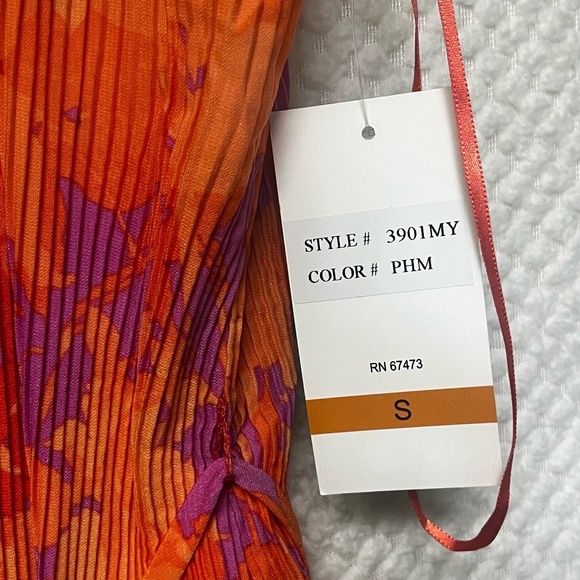 STYLE # 3901MY
COLOR # PHM
RN 67473
S